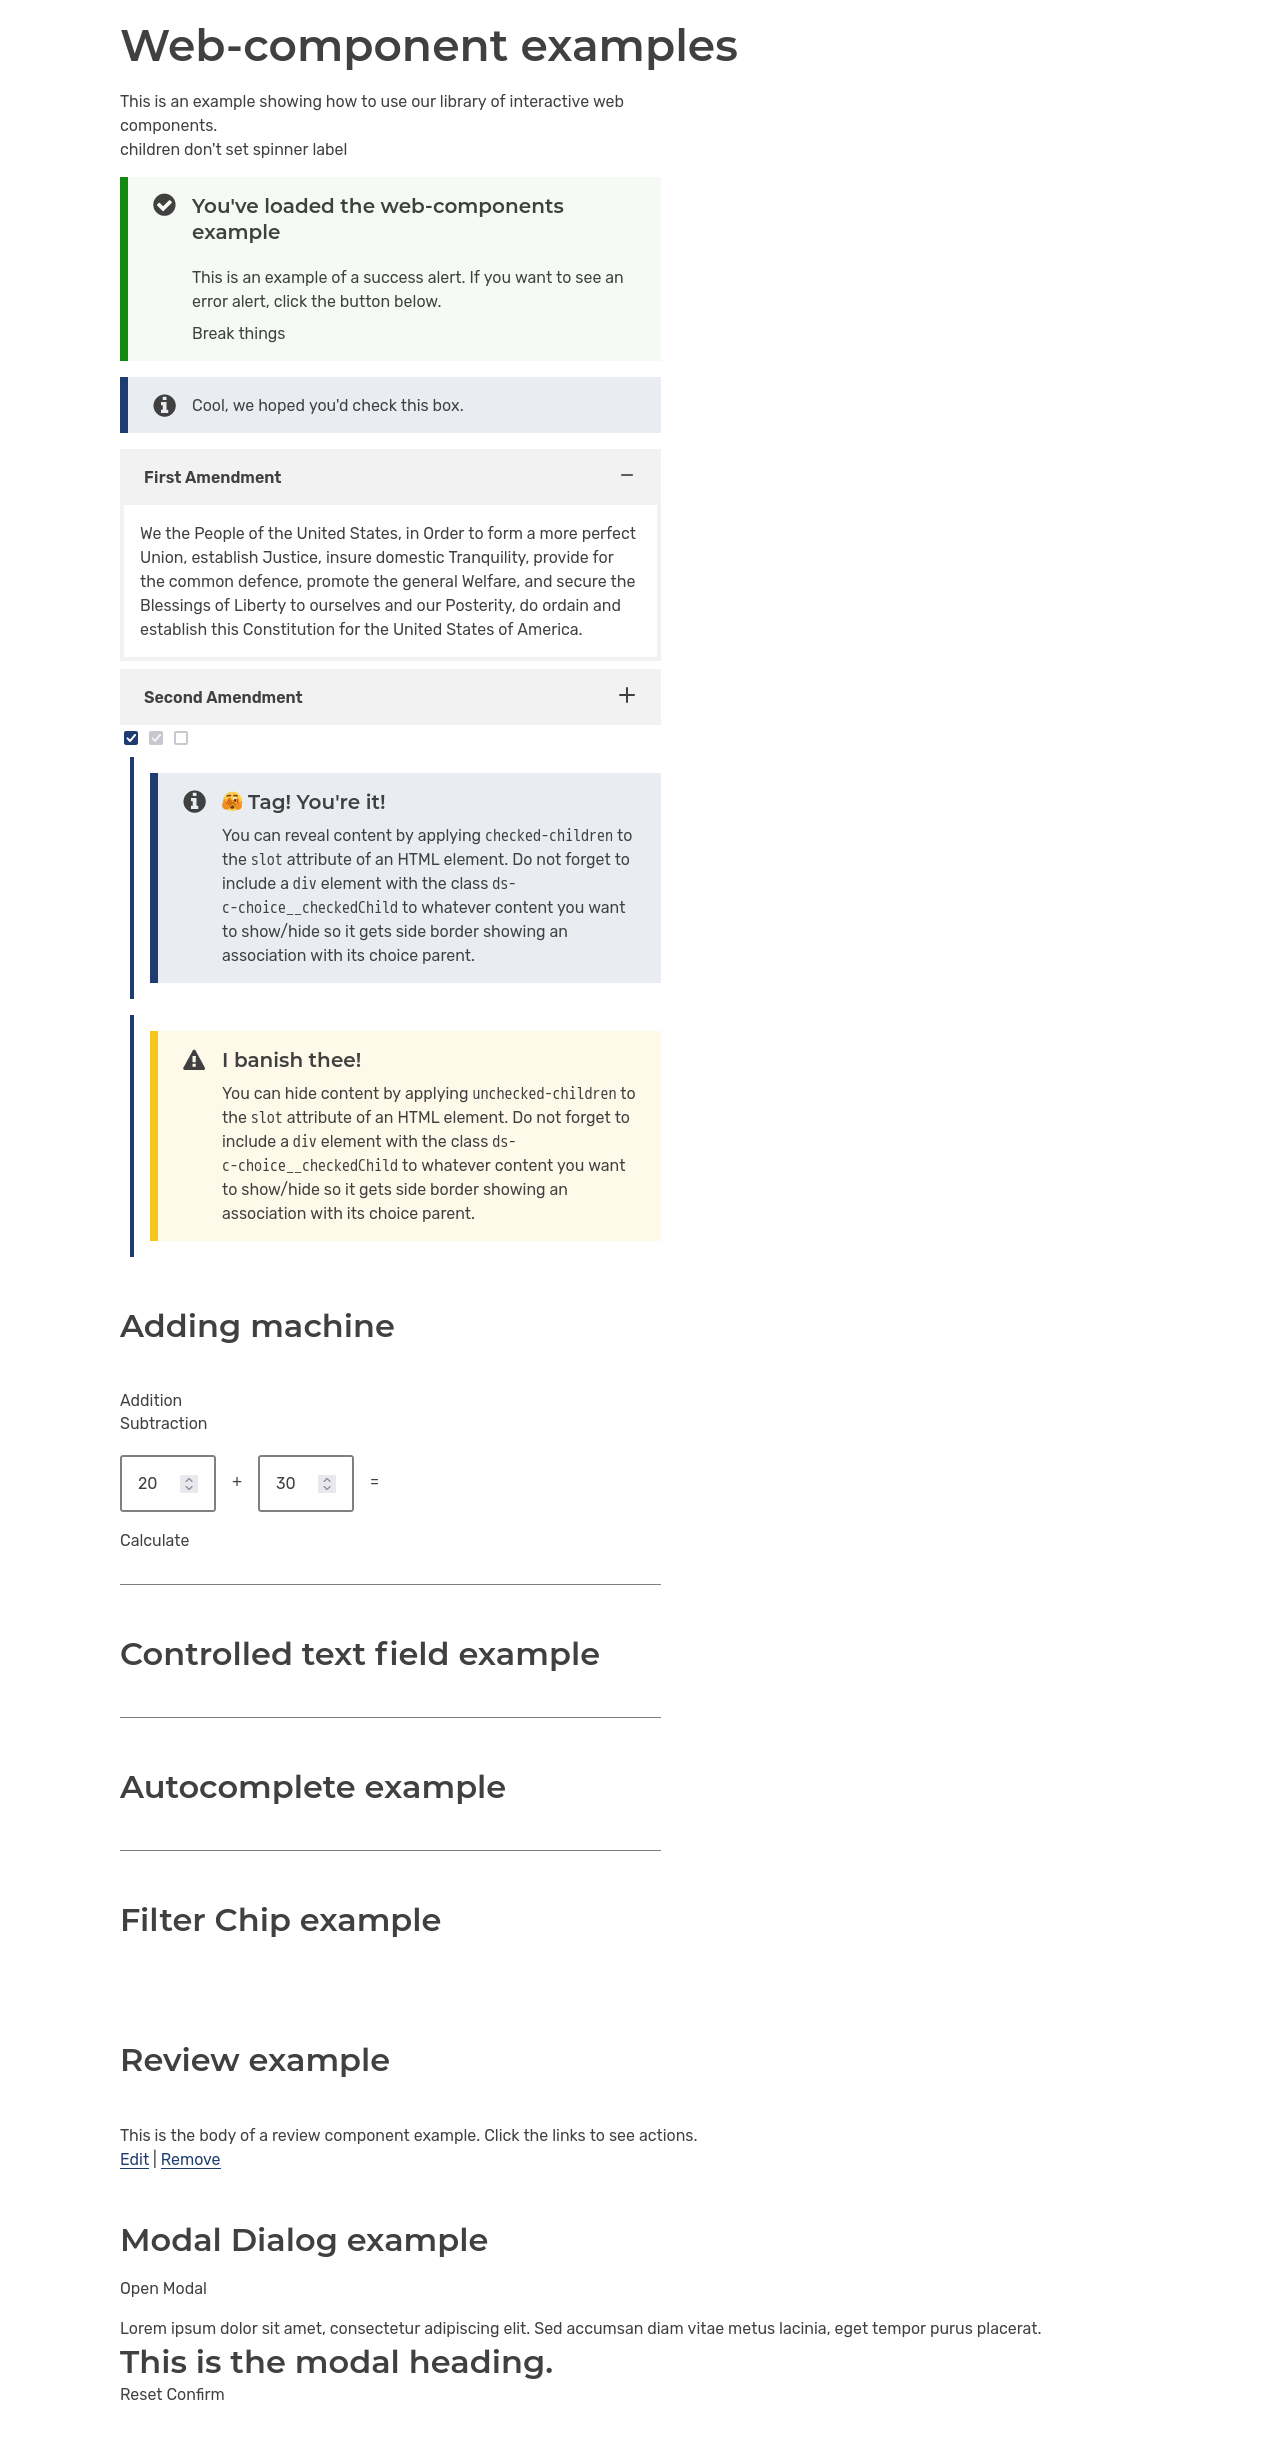 Web-component examples
This is an example showing how to use our library of interactive web
components.
children don't set spinner label
You've loaded the web-components
example
This is an example of a success alert. If you want to see an
error alert, click the button below.
Break things
Cool, we hoped you'd check this box.
First Amendment
We the People of the United States, in Order to form a more perfect
Union, establish Justice, insure domestic Tranquility, provide for
the common defence, promote the general Welfare, and secure the
Blessings of Liberty to ourselves and our Posterity, do ordain and
establish this Constitution for the United States of America.
Second Amendment
🫣 Tag! You're it!
You can reveal content by applying checked-children to
the slot attribute of an HTML element. Do not forget to
include a div element with the class ds-
c-choice__checkedChild to whatever content you want
to show/hide so it gets side border showing an
association with its choice parent.
I banish thee!
You can hide content by applying unchecked-children to
the slot attribute of an HTML element. Do not forget to
include a div element with the class ds-
c-choice__checkedChild to whatever content you want
to show/hide so it gets side border showing an
association with its choice parent.
Adding machine
Addition
Subtraction
20 + 30 =
Calculate
Controlled text field example
Autocomplete example
Filter Chip example
Review example
This is the body of a review component example. Click the links to see actions.
Edit | Remove
Modal Dialog example
Open Modal
Lorem ipsum dolor sit amet, consectetur adipiscing elit. Sed accumsan diam vitae metus lacinia, eget tempor purus placerat.
This is the modal heading.
Reset Confirm